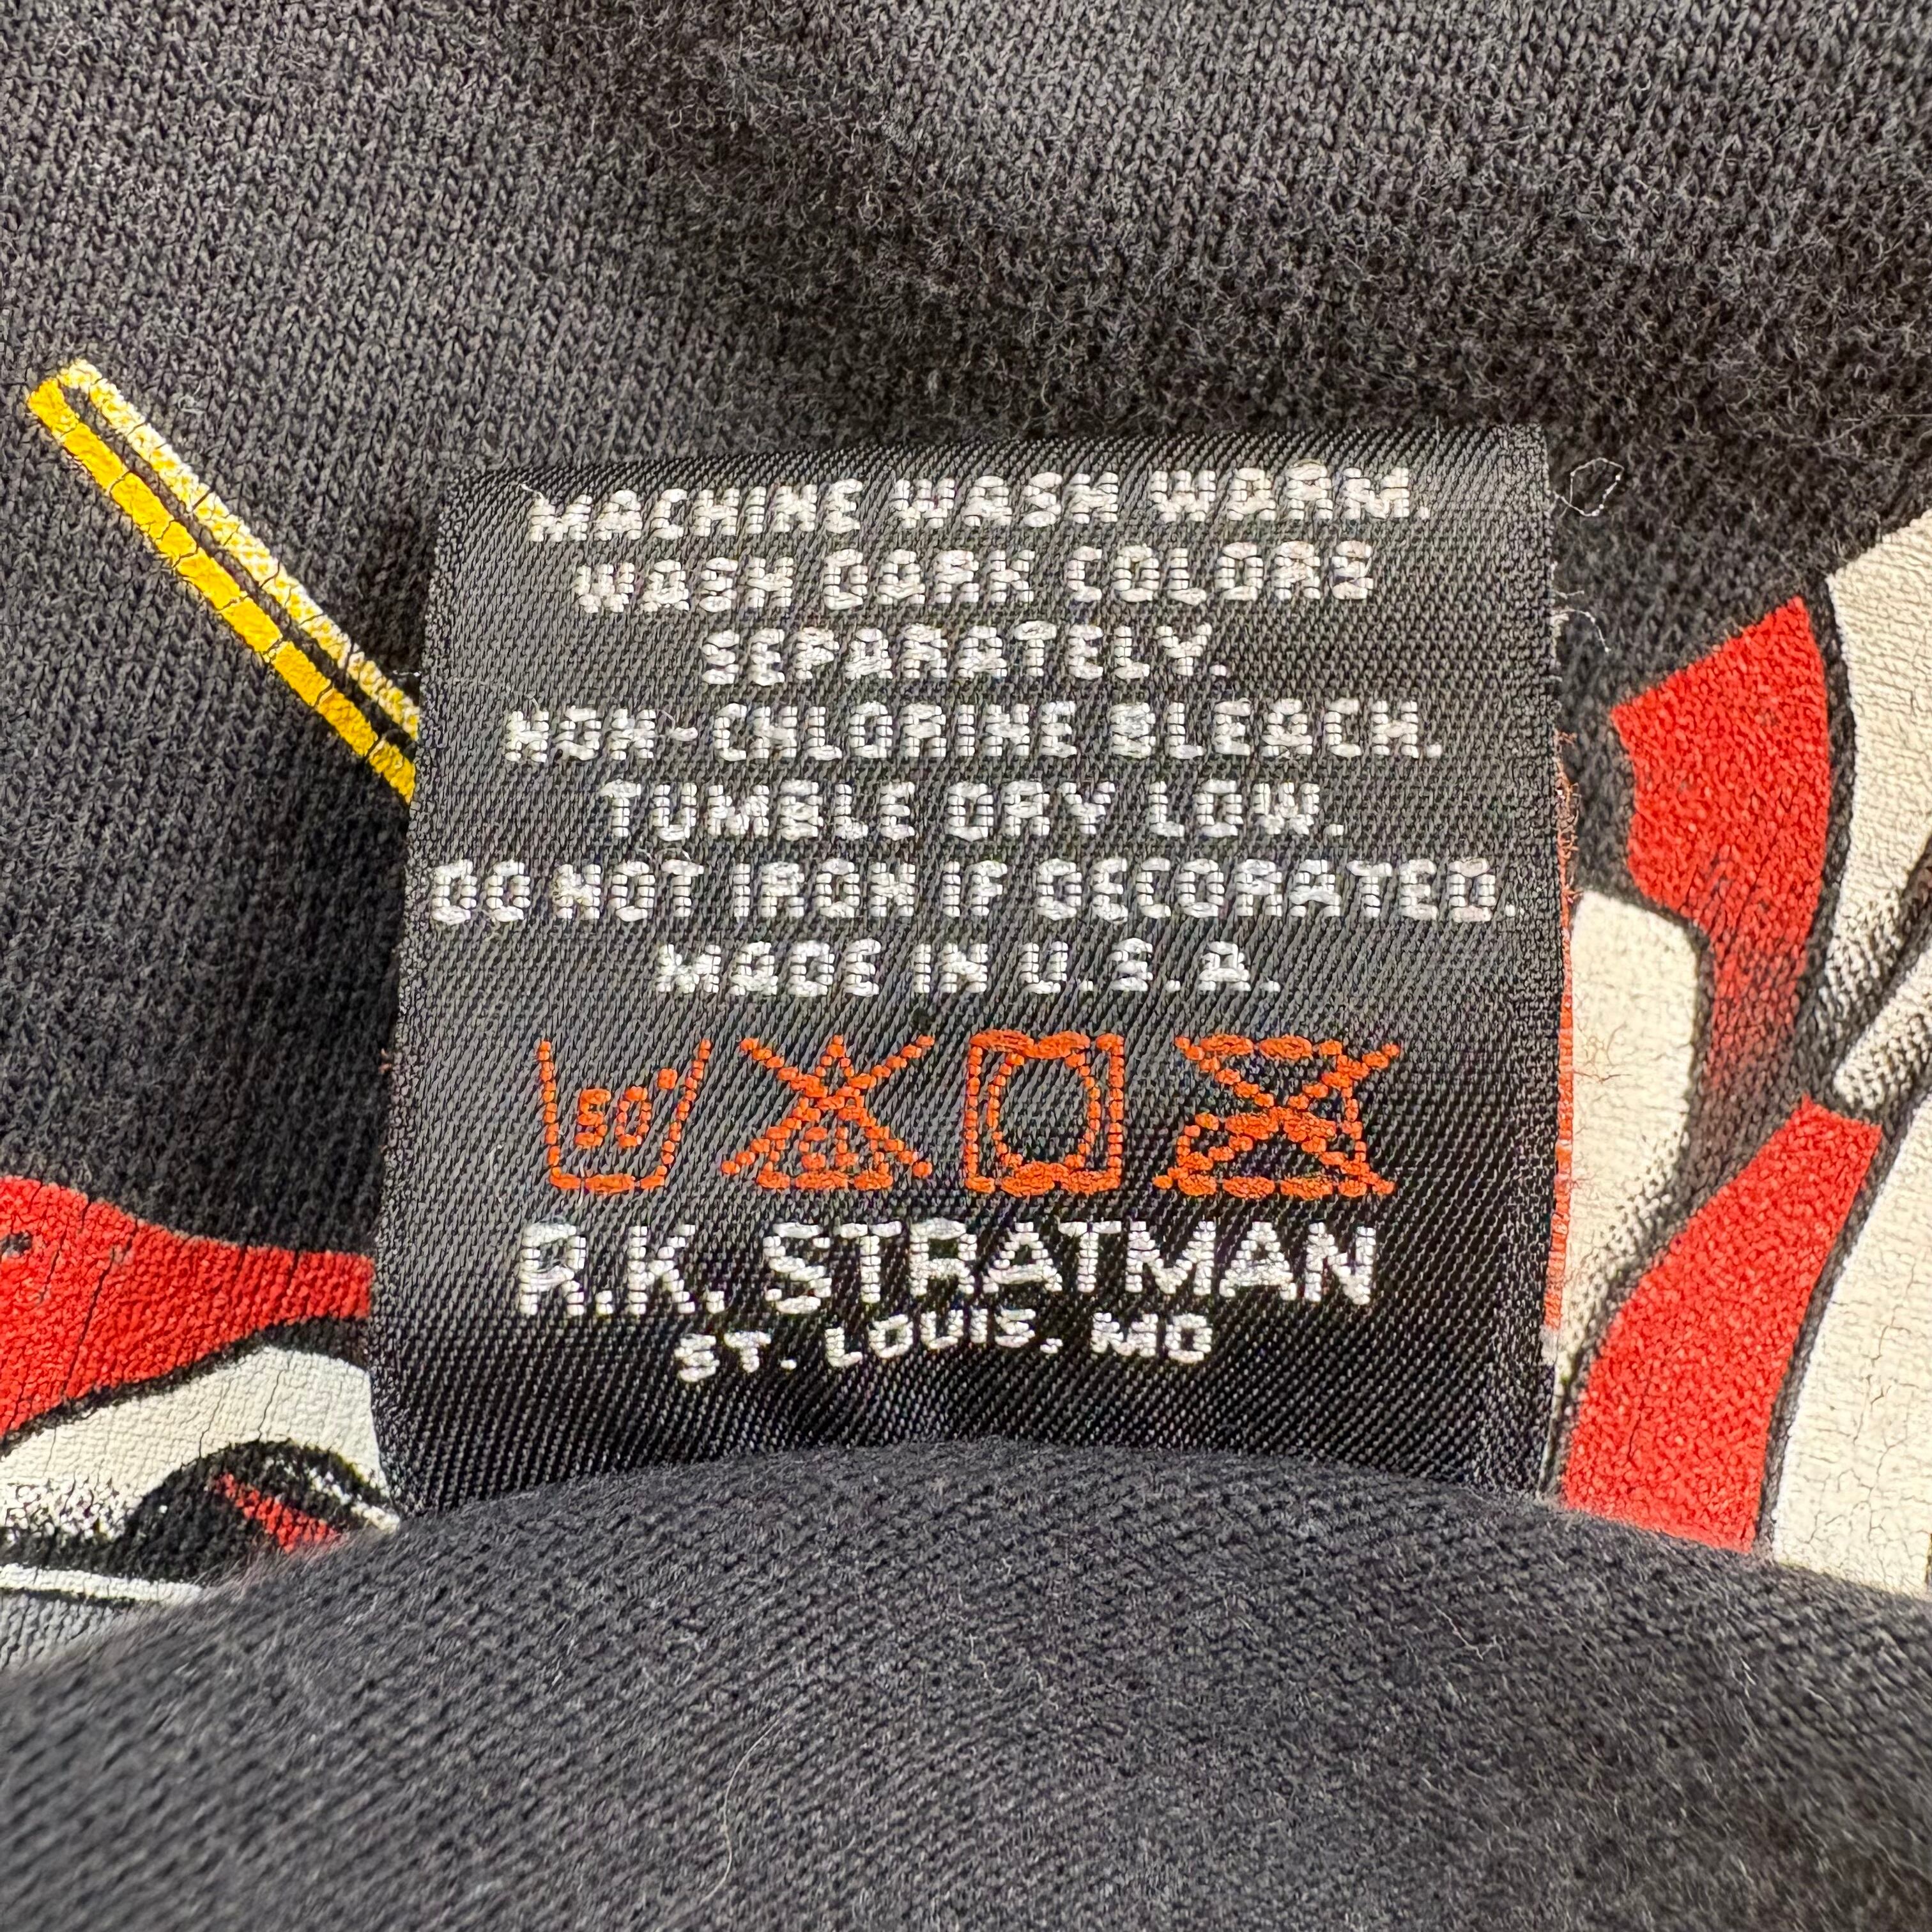 MACHINE WASH WARM.
WASH DARK COLORS
SEPARATELY.
NON-CHLORINE BLEACH.
TUMBLE DRY LOW.
DO NOT IRON IF DECORATED.
MADE IN U.S.A.
50° CL
R.K. STRATMAN
ST. LOUIS, MO